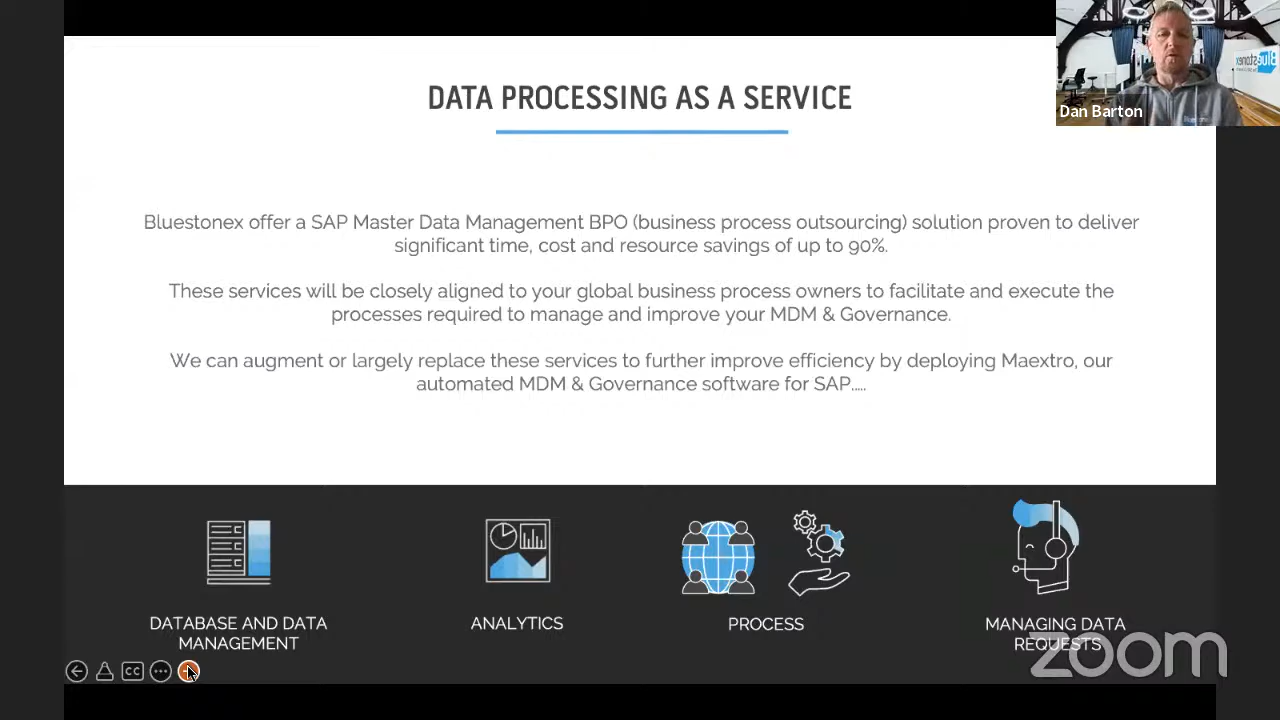 DATA PROCESSING AS A SERVICE
Bluestonex
Dan Barton
Bluestonex offer a SAP Master Data Management BPO (business process outsourcing) solution proven to deliver
significant time, cost and resource savings of up to 90%.
These services will be closely aligned to your global business process owners to facilitate and execute the
processes required to manage and improve your MDM & Governance.
We can augment or largely replace these services to further improve efficiency by deploying Maextro, our
automated MDM & Governance software for SAP.....
DATABASE AND DATA
MANAGEMENT
ANALYTICS
PROCESS
MANAGING DATA
REQUESTS
CC
zoom